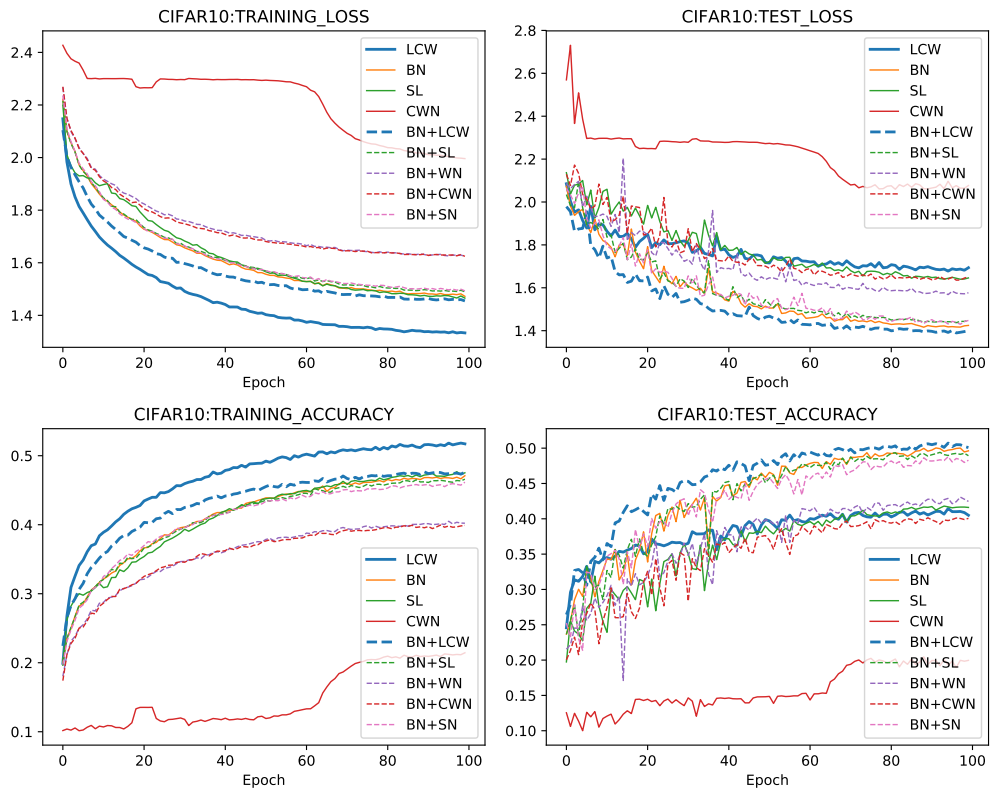 CIFAR10:TRAINING_LOSS
2.4
2.2
2.0
1.8
1.6
1.4
0 20 40 60 80 100
Epoch
LCW
BN
SL
CWN
BN+LCW
BN+SL
BN+WN
BN+CWN
BN+SN
CIFAR10:TEST_LOSS
2.8
2.6
2.4
2.2
2.0
1.8
1.6
1.4
0 20 40 60 80 100
Epoch
LCW
BN
SL
CWN
BN+LCW
BN+SL
BN+WN
BN+CWN
BN+SN
CIFAR10:TRAINING_ACCURACY
0.5
0.4
0.3
0.2
0.1
0 20 40 60 80 100
Epoch
LCW
BN
SL
CWN
BN+LCW
BN+SL
BN+WN
BN+CWN
BN+SN
CIFAR10:TEST_ACCURACY
0.50
0.45
0.40
0.35
0.30
0.25
0.20
0.15
0.10
0 20 40 60 80 100
Epoch
LCW
BN
SL
CWN
BN+LCW
BN+SL
BN+WN
BN+CWN
BN+SN